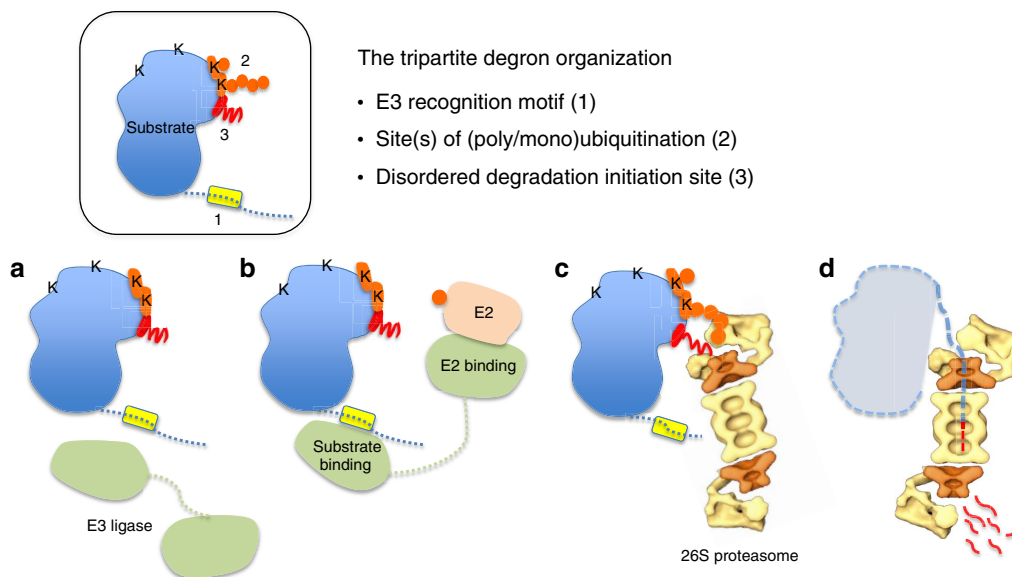 K
K
K
2
K
Substrate
3
1
The tripartite degron organization
• E3 recognition motif (1)
• Site(s) of (poly/mono)ubiquitination (2)
• Disordered degradation initiation site (3)
a
K
K
K
K
E3 ligase
b
K
K
K
K
E2
E2 binding
Substrate
binding
c
K
K
K
K
26S proteasome
d